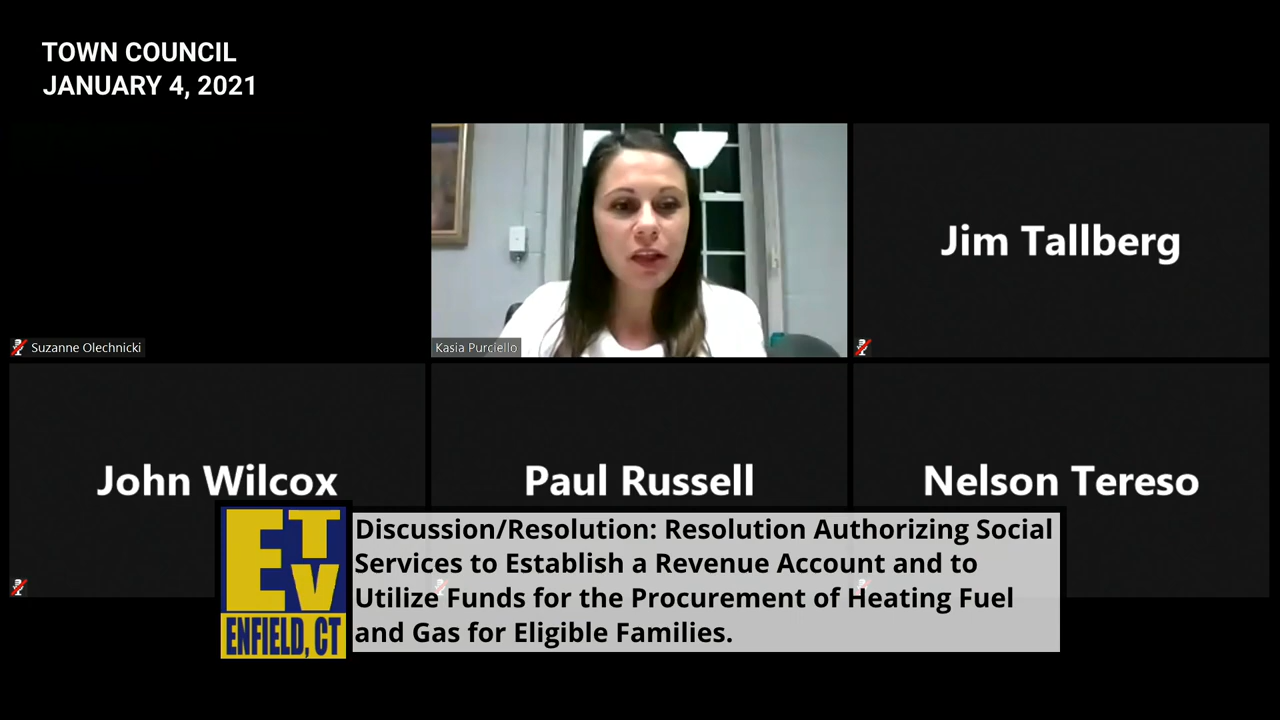 TOWN COUNCIL
JANUARY 4, 2021
Suzanne Olechnicki
Kasia Purciello
Jim Tallberg
John Wilcox
Paul Russell
Nelson Tereso
ETV
ENFIELD, CT
Discussion/Resolution: Resolution Authorizing Social
Services to Establish a Revenue Account and to
Utilize Funds for the Procurement of Heating Fuel
and Gas for Eligible Families.